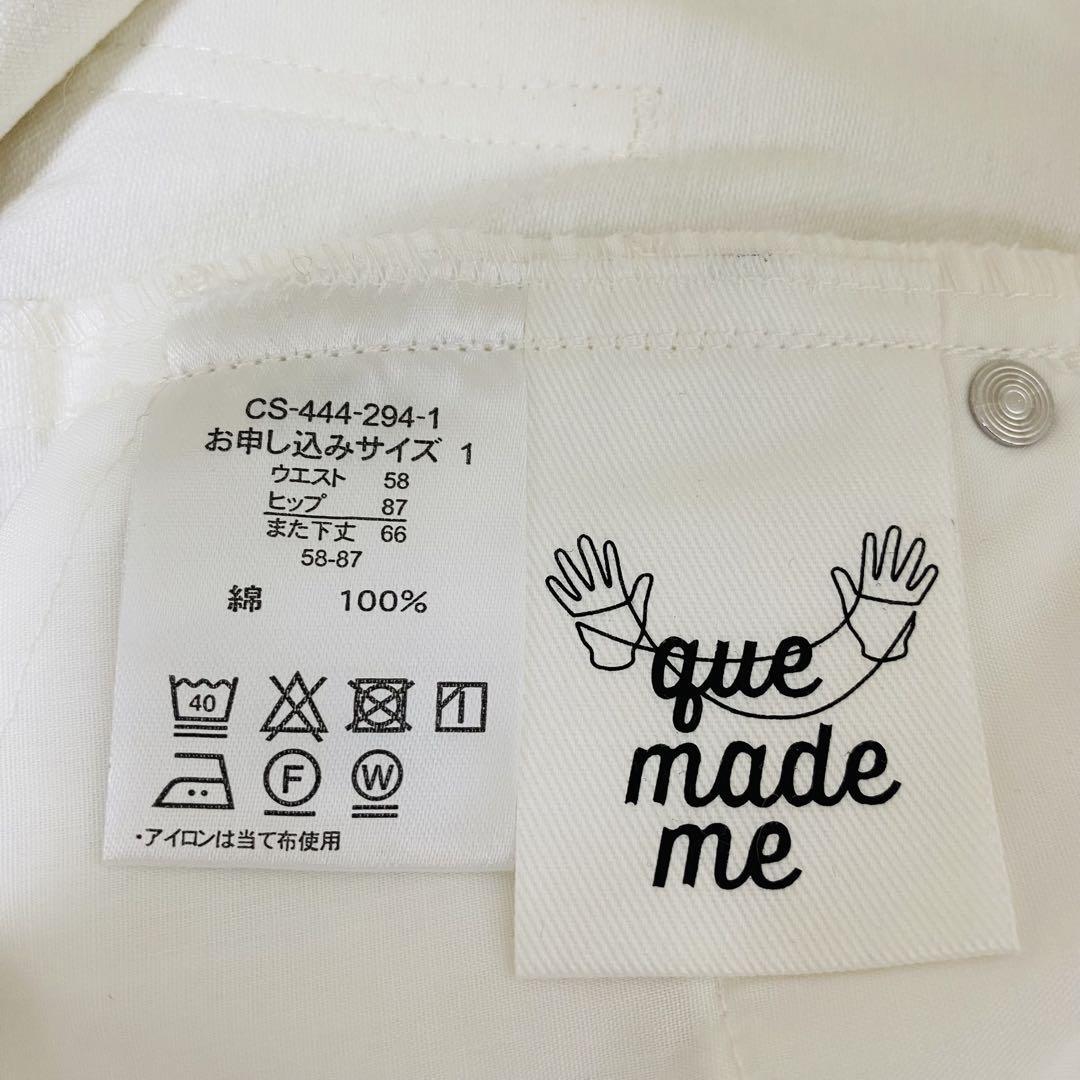 CS-444-294-1
お申し込みサイズ 1
ウエスト 58
ヒップ 87
また下丈 66
58-87
綿 100%
40
F W
・アイロンは当て布使用
que
made
me